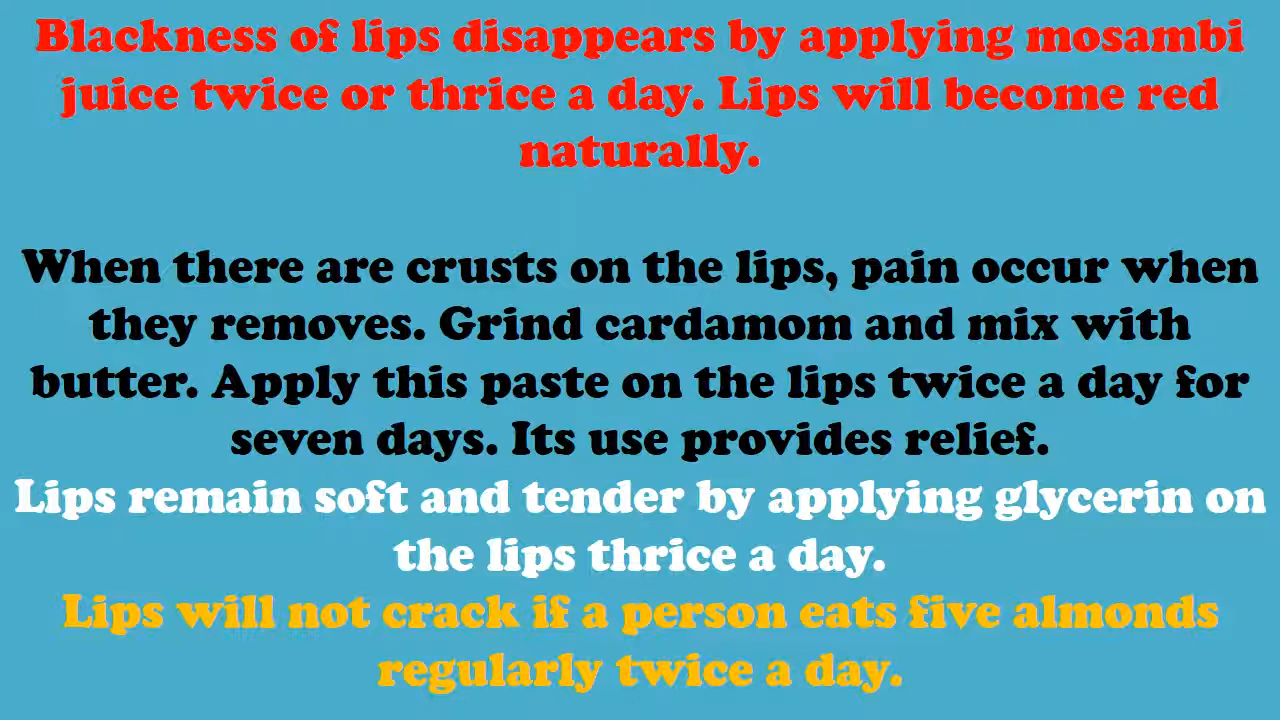 Blackness of lips disappears by applying mosambi
juice twice or thrice a day. Lips will become red
naturally.
When there are crusts on the lips, pain occur when
they removes. Grind cardamom and mix with
butter. Apply this paste on the lips twice a day for
seven days. Its use provides relief.
Lips remain soft and tender by applying glycerin on
the lips thrice a day.
Lips will not crack if a person eats five almonds
regularly twice a day.